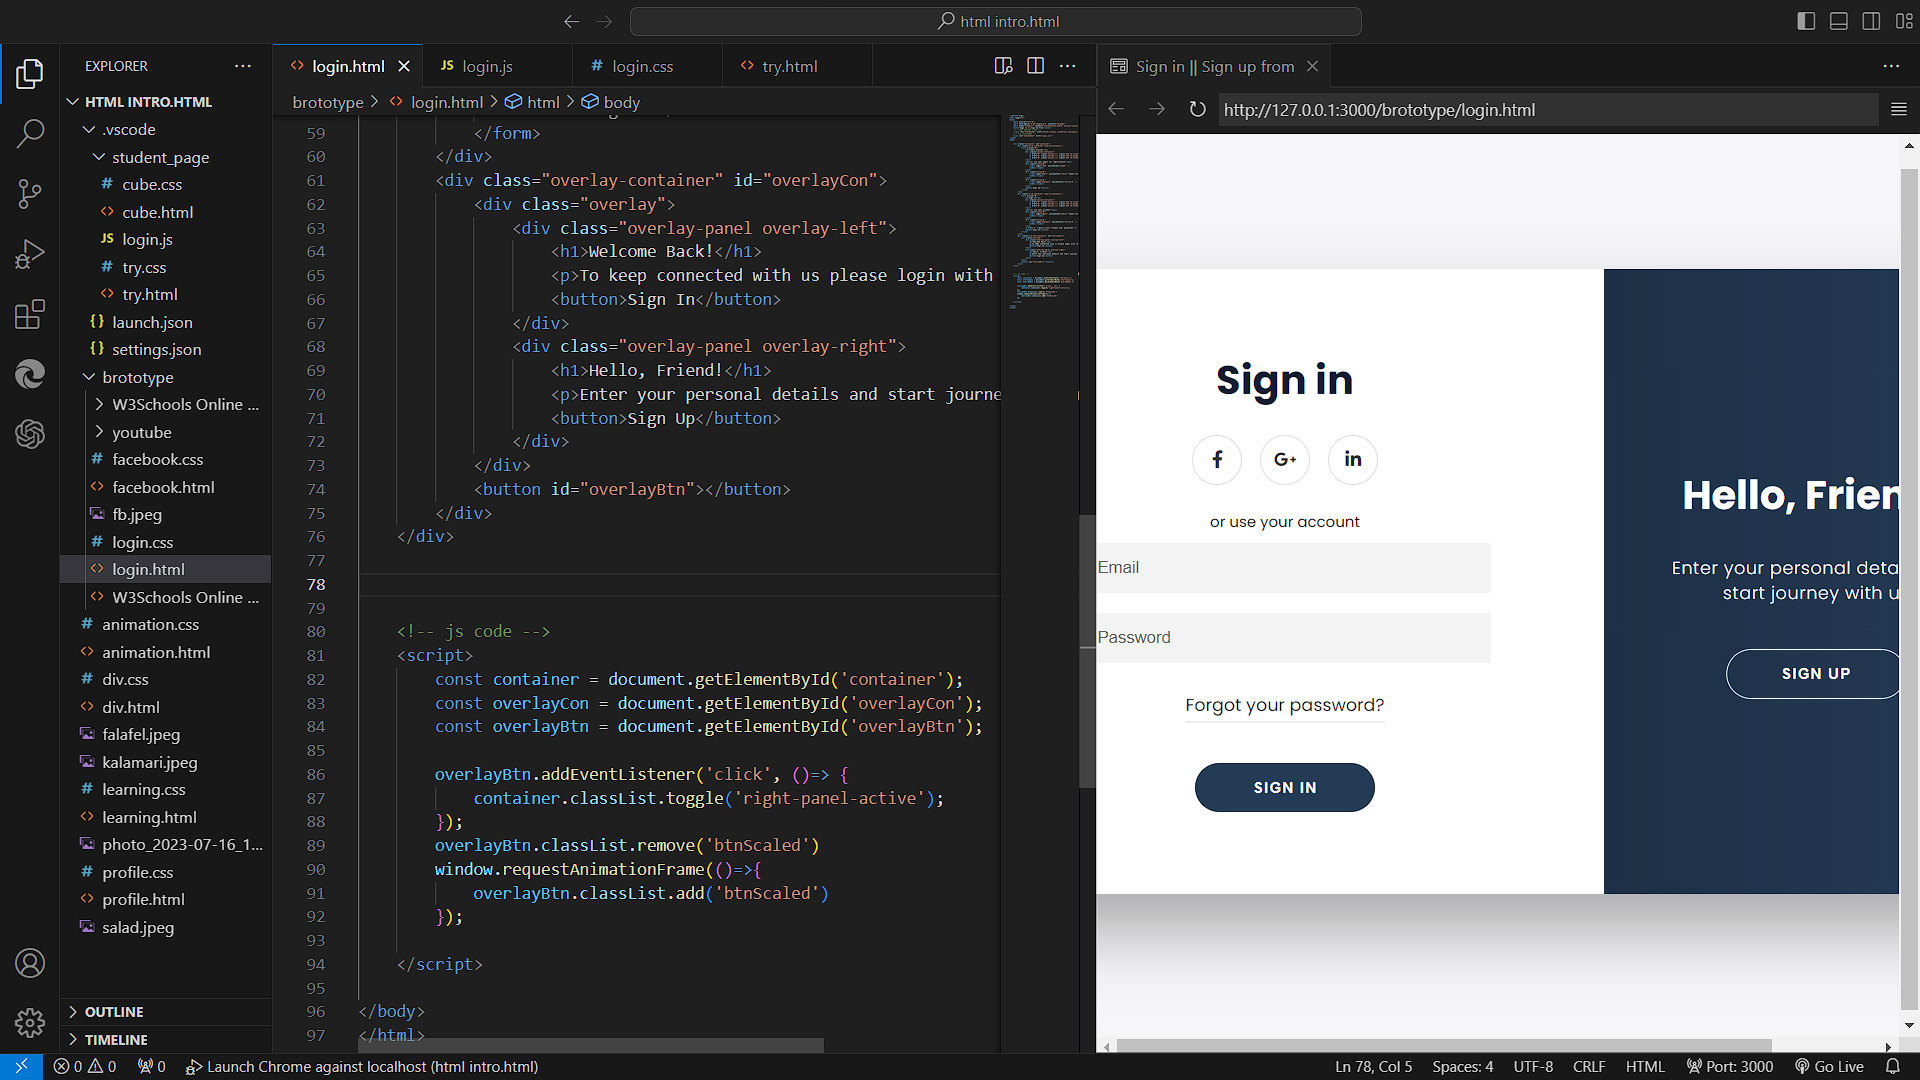 html intro.html
EXPLORER
HTML INTRO.HTML
.vscode
student_page
cube.css
cube.html
JS login.js
try.css
try.html
launch.json
settings.json
brototype
W3Schools Online ...
youtube
facebook.css
facebook.html
fb.jpeg
login.css
login.html
W3Schools Online ...
animation.css
animation.html
div.css
div.html
falafel.jpeg
kalamari.jpeg
learning.css
learning.html
photo_2023-07-16_1...
profile.css
profile.html
salad.jpeg
OUTLINE
TIMELINE
login.html
JS login.js
# login.css
try.html
brototype > login.html > html > body
59 </form>
60 </div>
61 <div class="overlay-container" id="overlayCon">
62 <div class="overlay">
63 <div class="overlay-panel overlay-left">
64 <h1>Welcome Back!</h1>
65 <p>To keep connected with us please login with
66 <button>Sign In</button>
67 </div>
68 <div class="overlay-panel overlay-right">
69 <h1>Hello, Friend!</h1>
70 <p>Enter your personal details and start journe
71 <button>Sign Up</button>
72 </div>
73 </div>
74 <button id="overlayBtn"></button>
75 </div>
76 </div>
77
78
79
80 <!-- js code -->
81 <script>
82 const container = document.getElementById('container');
83 const overlayCon = document.getElementById('overlayCon');
84 const overlayBtn = document.getElementById('overlayBtn');
85
86 overlayBtn.addEventListener('click', ()=> {
87 container.classList.toggle('right-panel-active');
88 });
89 overlayBtn.classList.remove('btnScaled')
90 window.requestAnimationFrame(()=>{
91 overlayBtn.classList.add('btnScaled')
92 });
93
94 </script>
95
96 </body>
97 </html>
Sign in || Sign up from
http://127.0.0.1:3000/brototype/login.html
Sign in
f G+ in
or use your account
Email
Password
Forgot your password?
SIGN IN
Hello, Frien
Enter your personal deta
start journey with u
SIGN UP
0 0 0 Launch Chrome against localhost (html intro.html)
Ln 78, Col 5 Spaces: 4 UTF-8 CRLF HTML Port: 3000 Go Live